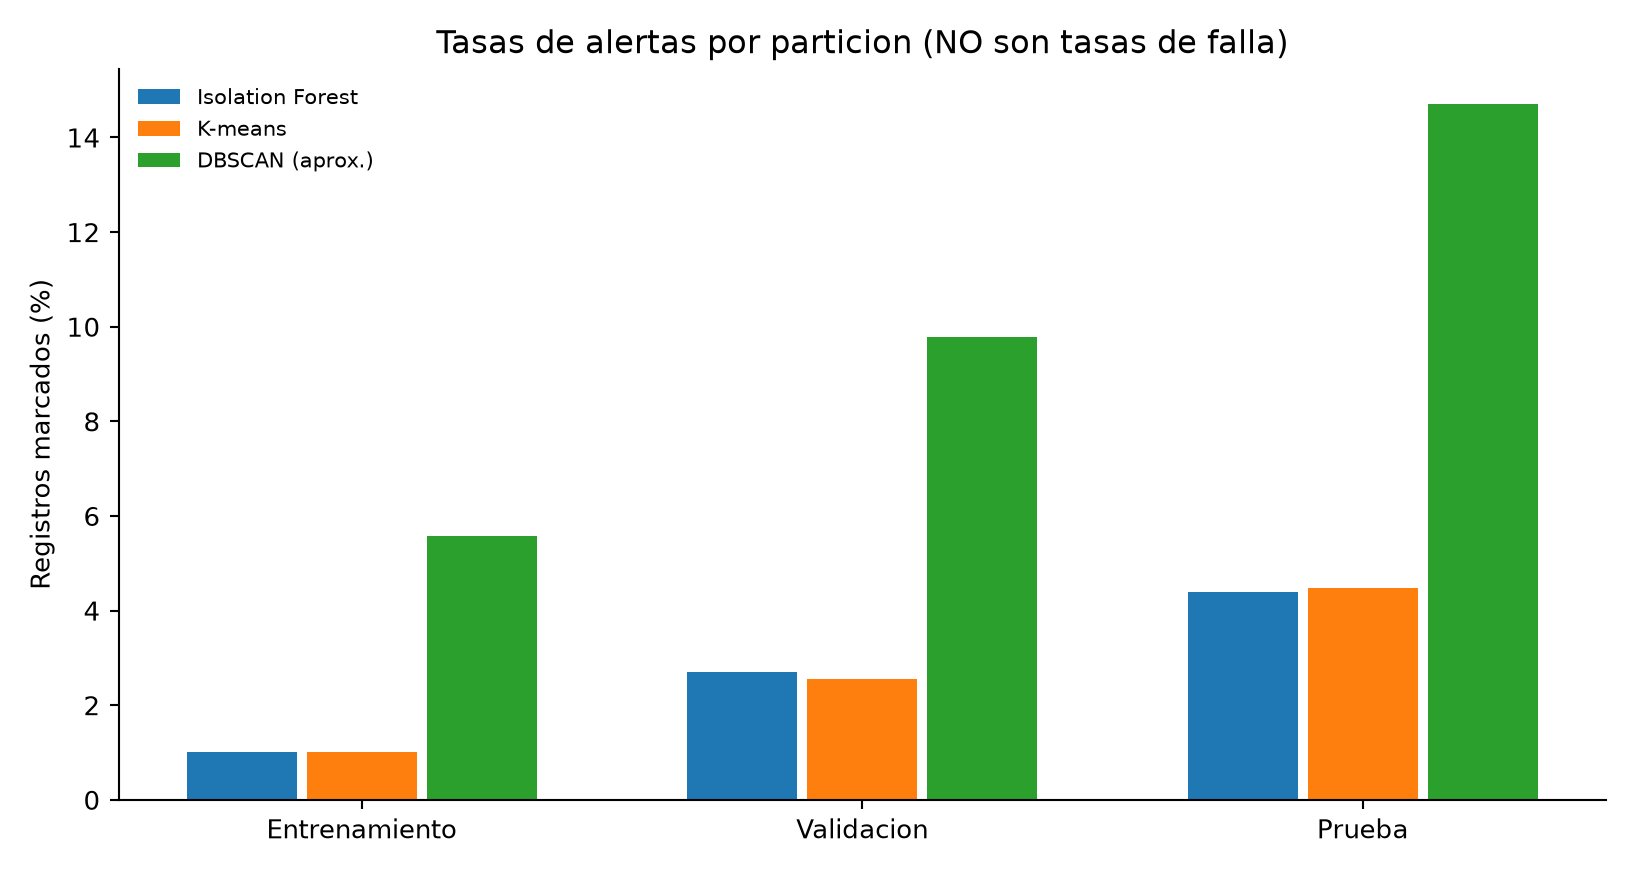 Tasas de alertas por particion (NO son tasas de falla)
Isolation Forest
K-means
DBSCAN (aprox.)
Registros marcados (%)
14
12
10
8
6
4
2
0
Entrenamiento
Validacion
Prueba